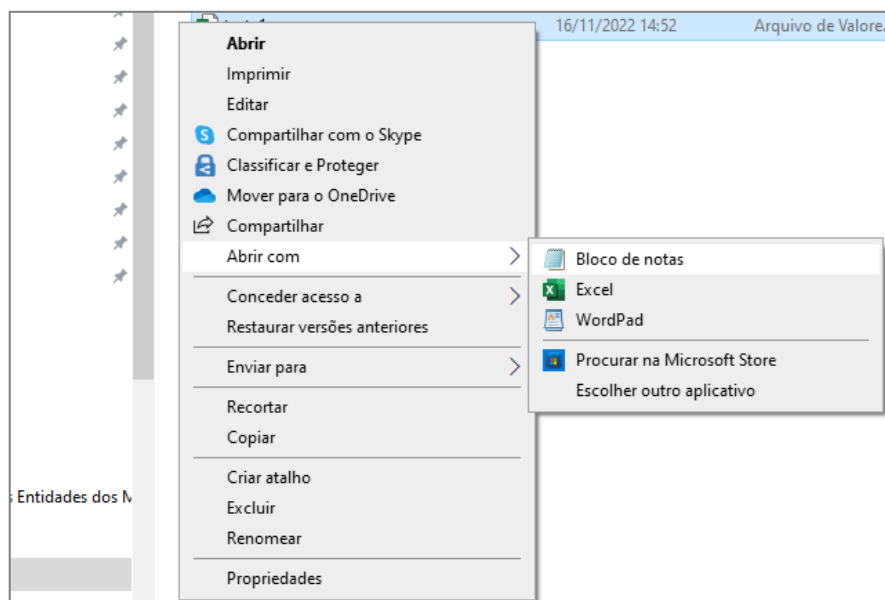 16/11/2022 14:52 Arquivo de Valore.
Abrir
Imprimir
Editar
Compartilhar com o Skype
Classificar e Proteger
Mover para o OneDrive
Compartilhar
Abrir com
Bloco de notas
Excel
WordPad
Procurar na Microsoft Store
Escolher outro aplicativo
Conceder acesso a
Restaurar versões anteriores
Enviar para
Recortar
Copiar
Criar atalho
Excluir
Renomear
Propriedades
Entidades dos M